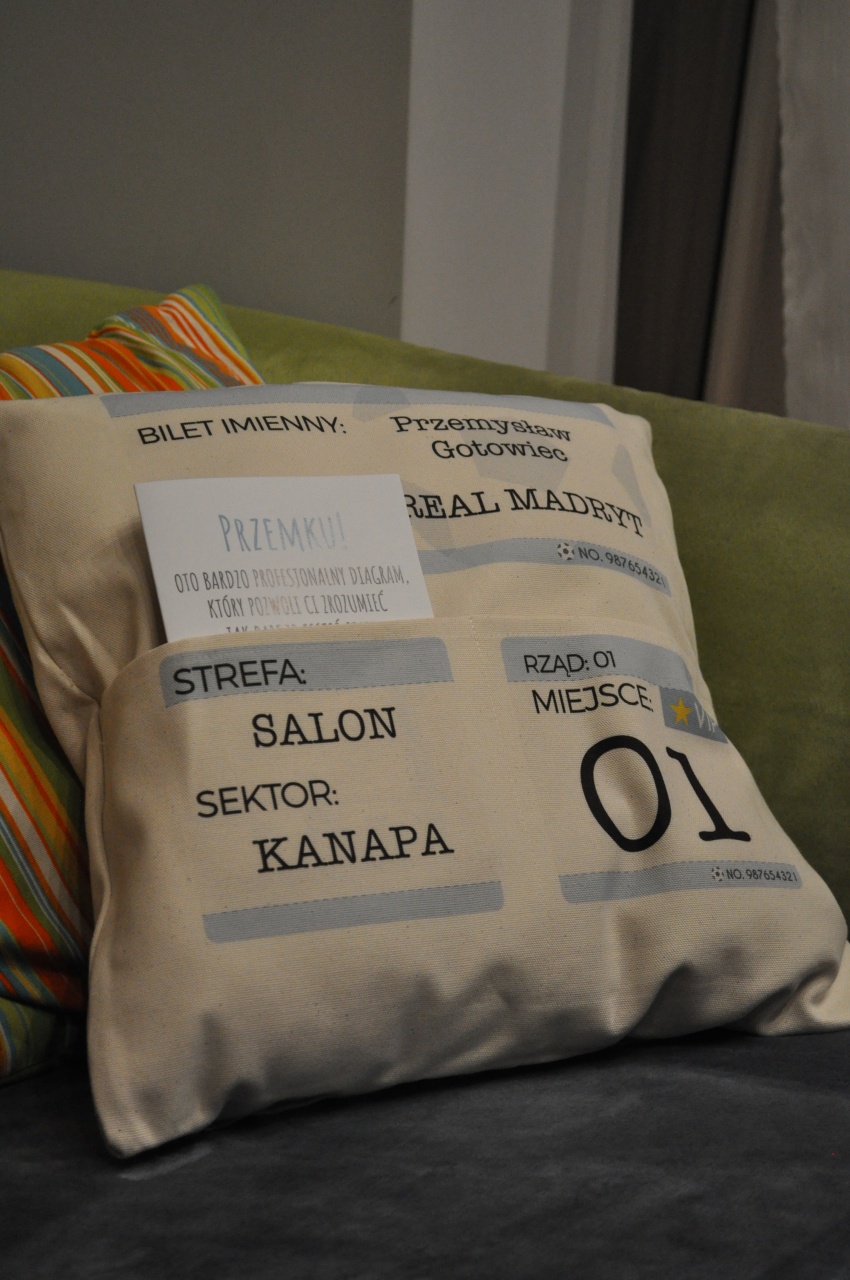 BILET IMIENNY:
Przemysław
Gotowiec
REAL MADRYT
NO. 987654321
PRZEMKU!
OTO BARDZO PROFESJONALNY DIAGRAM,
KTÓRY POZWOLI CI ZROZUMIEĆ
STREFA:
SALON
SEKTOR:
KANAPA
RZĄD: 01
MIEJSCE:
01
NO. 987654321